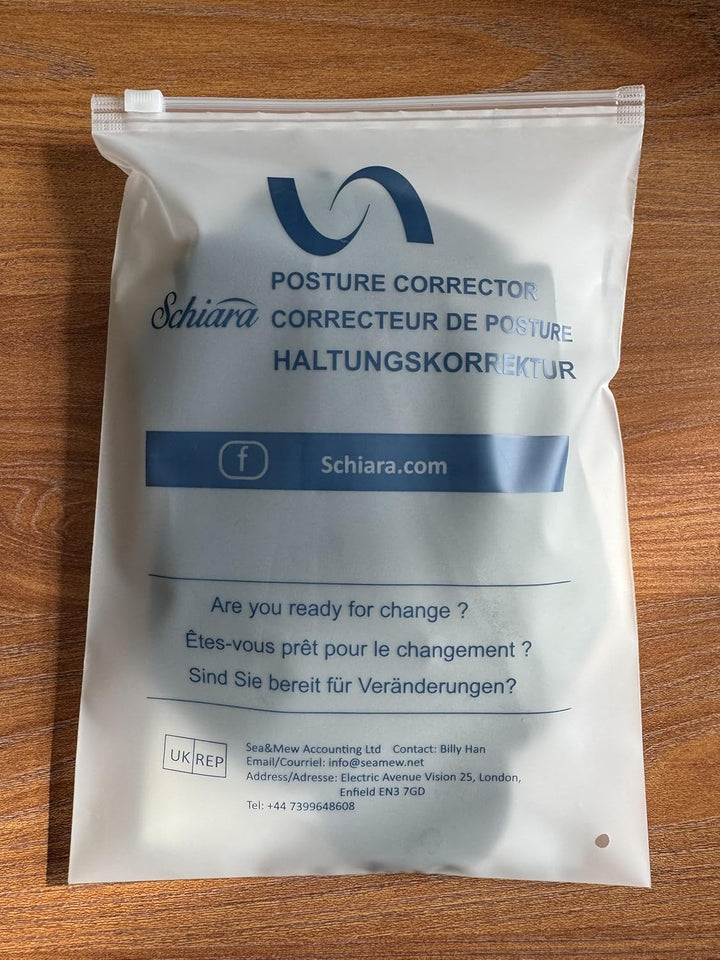 POSTURE CORRECTOR
Schiara CORRECTEUR DE POSTURE
HALTUNGSKORREKTUR
f Schiara.com
Are you ready for change ?
Êtes-vous prêt pour le changement ?
Sind Sie bereit für Veränderungen?
UK REP
Sea&Mew Accounting Ltd Contact: Billy Han
Email/Courriel: info@seamew.net
Address/Adresse: Electric Avenue Vision 25, London,
Enfield EN3 7GD
Tel: +44 7399648608